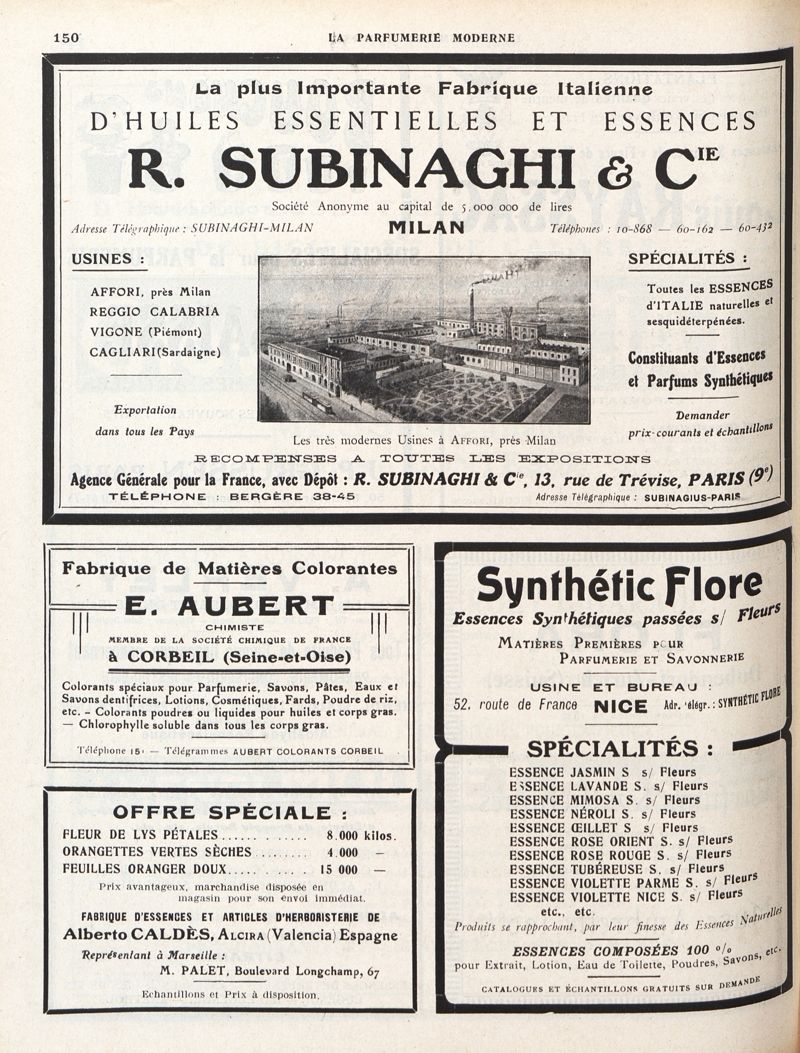 150
LA PARFUMERIE MODERNE
La plus Importante Fabrique Italienne
D'HUILES ESSENTIELLES ET ESSENCES
R. SUBINAGHI & CIE
Société Anonyme au capital de 5.000 000 de lires
Adresse Télégraphique : SUBINAGHI-MILAN
MILAN
Téléphones : 10-868 — 60-162 — 60-432
USINES :
AFFORI, près Milan
REGGIO CALABRIA
VIGONE (Piémont)
CAGLIARI (Sardaigne)
Exportation
dans tous les Pays
SPÉCIALITÉS :
Toutes les ESSENCES
d'ITALIE naturelles et
sesquidéterpénées.
Constituants d'Essences
et Parfums Synthétiques
Demander
prix-courants et échantillons
Les très modernes Usines à AFFORI, près Milan
RECOMPENSES A TOUTES LES EXPOSITIONS
Agence Générale pour la France, avec Dépôt : R. SUBINAGHI & Cie, 13, rue de Trévise, PARIS (9e)
TÉLÉPHONE : BERGÈRE 38-45
Adresse Télégraphique : SUBINAGIUS-PARIS
Fabrique de Matières Colorantes
E. AUBERT
CHIMISTE
MEMBRE DE LA SOCIÉTÉ CHIMIQUE DE FRANCE
à CORBEIL (Seine-et-Oise)
Colorants spéciaux pour Parfumerie, Savons, Pâtes, Eaux et
Savons dentifrices, Lotions, Cosmétiques, Fards, Poudre de riz,
etc. - Colorants poudres ou liquides pour huiles et corps gras.
— Chlorophylle soluble dans tous les corps gras.
Téléphone 151 — Télégrammes AUBERT COLORANTS CORBEIL
OFFRE SPÉCIALE :
FLEUR DE LYS PÉTALES ........... 8.000 kilos.
ORANGETTES VERTES SÈCHES ........ 4.000 —
FEUILLES ORANGER DOUX............ 15 000 —
Prix avantageux, marchandise disposée en
magasin pour son envoi immédiat.
FABRIQUE D'ESSENCES ET ARTICLES D'HERBORISTERIE DE
Alberto CALDÈS, ALCIRA (Valencia) Espagne
Représentant à Marseille :
M. PALET, Boulevard Longchamp, 67
Echantillons et Prix à disposition.
Synthétic Flore
Essences Synthétiques passées s/ Fleurs
MATIÈRES PREMIÈRES POUR
PARFUMERIE ET SAVONNERIE
USINE ET BUREAU :
52, route de France NICE Adr. télégr. : SYNTHÉTIC FLORE
SPÉCIALITÉS :
ESSENCE JASMIN S s/ Fleurs
ESSENCE LAVANDE S. s/ Fleurs
ESSENCE MIMOSA S. s/ Fleurs
ESSENCE NÉROLI S. s/ Fleurs
ESSENCE ŒILLET S s/ Fleurs
ESSENCE ROSE ORIENT S. s/ Fleurs
ESSENCE ROSE ROUGE S. s/ Fleurs
ESSENCE TUBÉREUSE S. s/ Fleurs
ESSENCE VIOLETTE PARME S. s/ Fleurs
ESSENCE VIOLETTE NICE S. s/ Fleurs
etc., etc.
Produits se rapprochant, par leur finesse des Essences Naturelles
ESSENCES COMPOSÉES 100 %
pour Extrait, Lotion, Eau de Toilette, Poudres, Savons, etc.
CATALOGUES ET ÉCHANTILLONS GRATUITS SUR DEMANDE